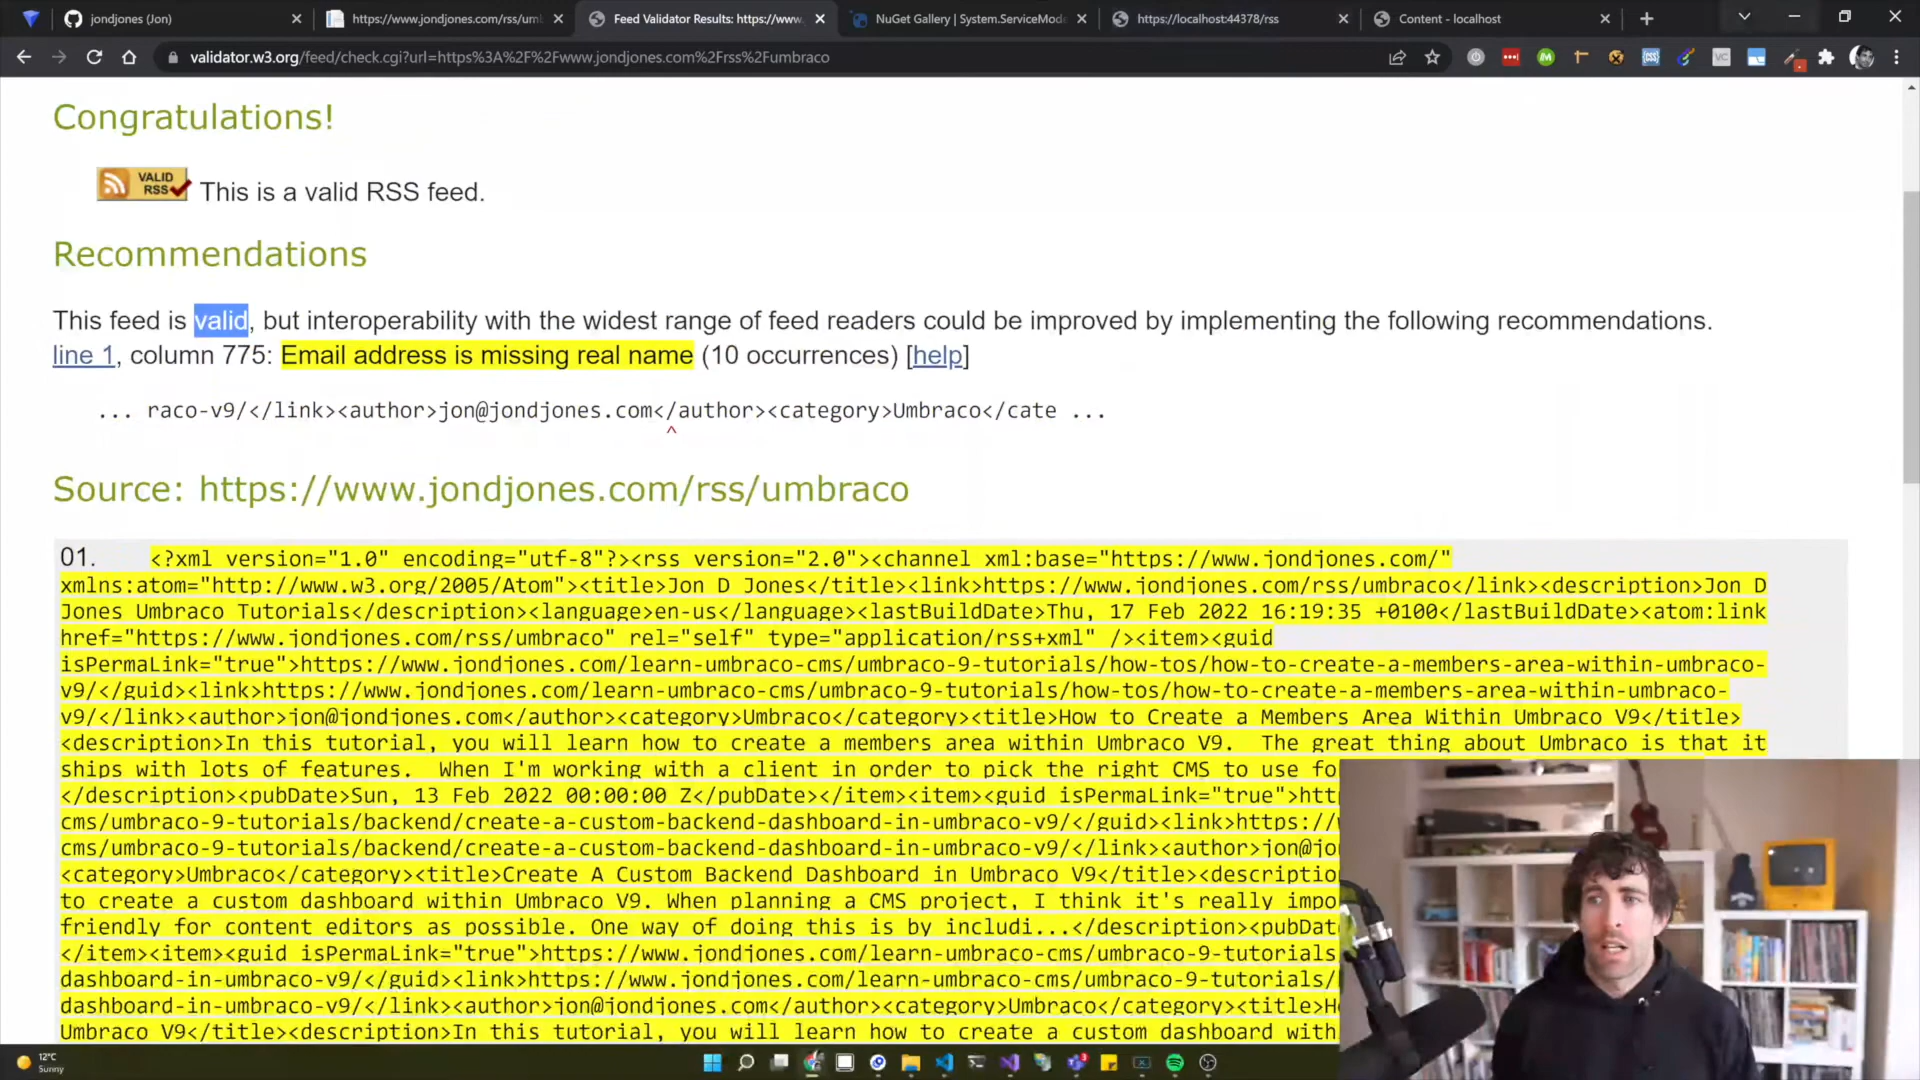 jondjones (Jon)
https://www.jondjones.com/rss/umb
Feed Validator Results: https://www.
NuGet Gallery | System.ServiceMod
https://localhost:44378/rss
Content - localhost
validator.w3.org/feed/check.cgi?url=https%3A%2F%2Fwww.jondjones.com%2Frss%2Fumbraco
Congratulations!
VALID
RSS
This is a valid RSS feed.
Recommendations
This feed is valid, but interoperability with the widest range of feed readers could be improved by implementing the following recommendations.
line 1, column 775: Email address is missing real name (10 occurrences) [help]
... raco-v9/</link><author>jon@jondjones.com</author><category>Umbraco</cate ...
^
Source: https://www.jondjones.com/rss/umbraco
01. <?xml version="1.0" encoding="utf-8"?><rss version="2.0"><channel xml:base="https://www.jondjones.com/"
xmlns:atom="http://www.w3.org/2005/Atom"><title>Jon D Jones</title><link>https://www.jondjones.com/rss/umbraco</link><description>Jon D
Jones Umbraco Tutorials</description><language>en-us</language><lastBuildDate>Thu, 17 Feb 2022 16:19:35 +0100</lastBuildDate><atom:link
href="https://www.jondjones.com/rss/umbraco" rel="self" type="application/rss+xml" /><item><guid
isPermaLink="true">https://www.jondjones.com/learn-umbraco-cms/umbraco-9-tutorials/how-tos/how-to-create-a-members-area-within-umbraco-
v9/</guid><link>https://www.jondjones.com/learn-umbraco-cms/umbraco-9-tutorials/how-tos/how-to-create-a-members-area-within-umbraco-
v9/</link><author>jon@jondjones.com</author><category>Umbraco</category><title>How to Create a Members Area Within Umbraco V9</title>
<description>In this tutorial, you will learn how to create a members area within Umbraco V9.  The great thing about Umbraco is that it
ships with lots of features.  When I'm working with a client in order to pick the right CMS to use fo
</description><pubDate>Sun, 13 Feb 2022 00:00:00 Z</pubDate></item><item><guid isPermaLink="true">htt
cms/umbraco-9-tutorials/backend/create-a-custom-backend-dashboard-in-umbraco-v9/</guid><link>https://w
cms/umbraco-9-tutorials/backend/create-a-custom-backend-dashboard-in-umbraco-v9/</link><author>jon@jo
<category>Umbraco</category><title>Create A Custom Backend Dashboard in Umbraco V9</title><description
to create a custom dashboard within Umbraco V9. When planning a CMS project, I think it's really impo
friendly for content editors as possible. One way of doing this is by includi...</description><pubDat
</item><item><guid isPermaLink="true">https://www.jondjones.com/learn-umbraco-cms/umbraco-9-tutorials
dashboard-in-umbraco-v9/</guid><link>https://www.jondjones.com/learn-umbraco-cms/umbraco-9-tutorials/
dashboard-in-umbraco-v9/</link><author>jon@jondjones.com</author><category>Umbraco</category><title>H
Umbraco V9</title><description>In this tutorial, you will learn how to create a custom dashboard with
12°C
Sunny